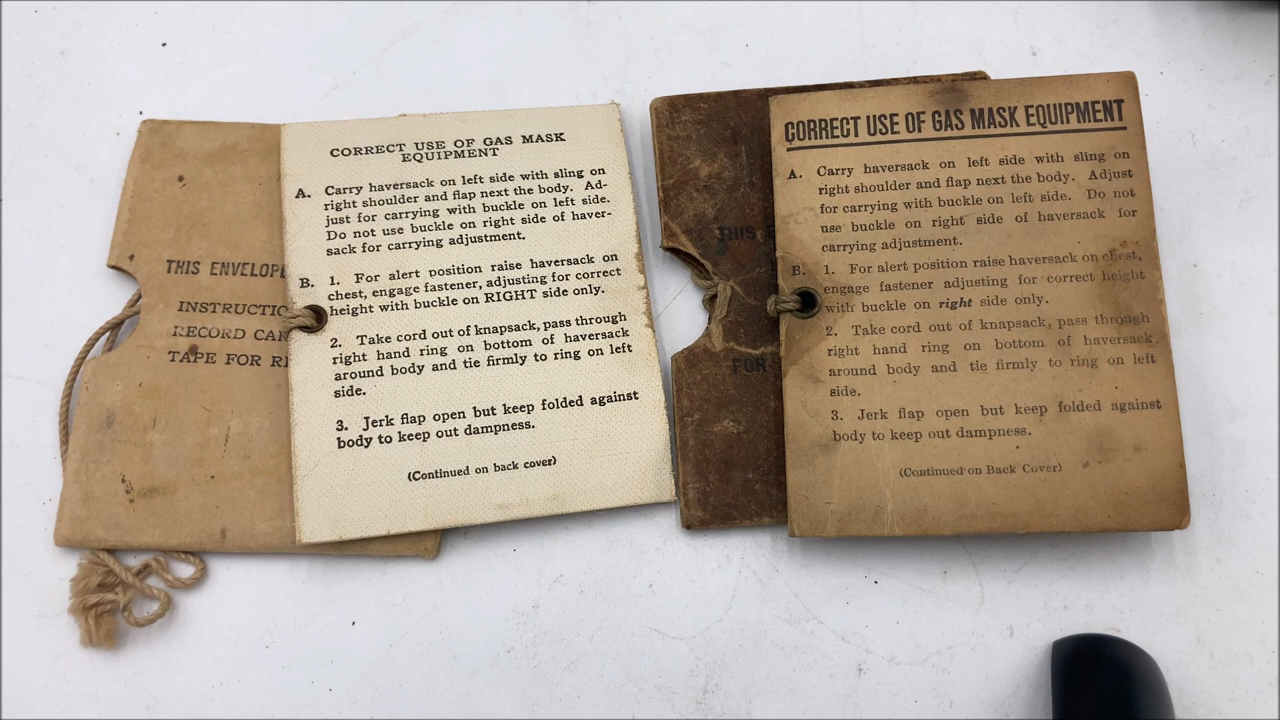 THIS ENVELOP
INSTRUCTIO
RECORD CAR
TAPE FOR RE
CORRECT USE OF GAS MASK
EQUIPMENT
A. Carry haversack on left side with sling on
right shoulder and flap next the body. Ad-
just for carrying with buckle on left side.
Do not use buckle on right side of haver-
sack for carrying adjustment.
B. 1. For alert position raise haversack on
chest, engage fastener, adjusting for correct
height with buckle on RIGHT side only.
2. Take cord out of knapsack, pass through
right hand ring on bottom of haversack
around body and tie firmly to ring on left
side.
3. Jerk flap open but keep folded against
body to keep out dampness.
(Continued on back cover)
THIS E
FOR
CORRECT USE OF GAS MASK EQUIPMENT
A. Carry haversack on left side with sling on
right shoulder and flap next the body. Adjust
for carrying with buckle on left side. Do not
use buckle on right side of haversack for
carrying adjustment.
B. 1. For alert position raise haversack on chest,
engage fastener adjusting for correct height
with buckle on right side only.
2. Take cord out of knapsack, pass through
right hand ring on bottom of haversack
around body and tie firmly to ring on left
side.
3. Jerk flap open but keep folded against
body to keep out dampness.
(Continued on Back Cover)